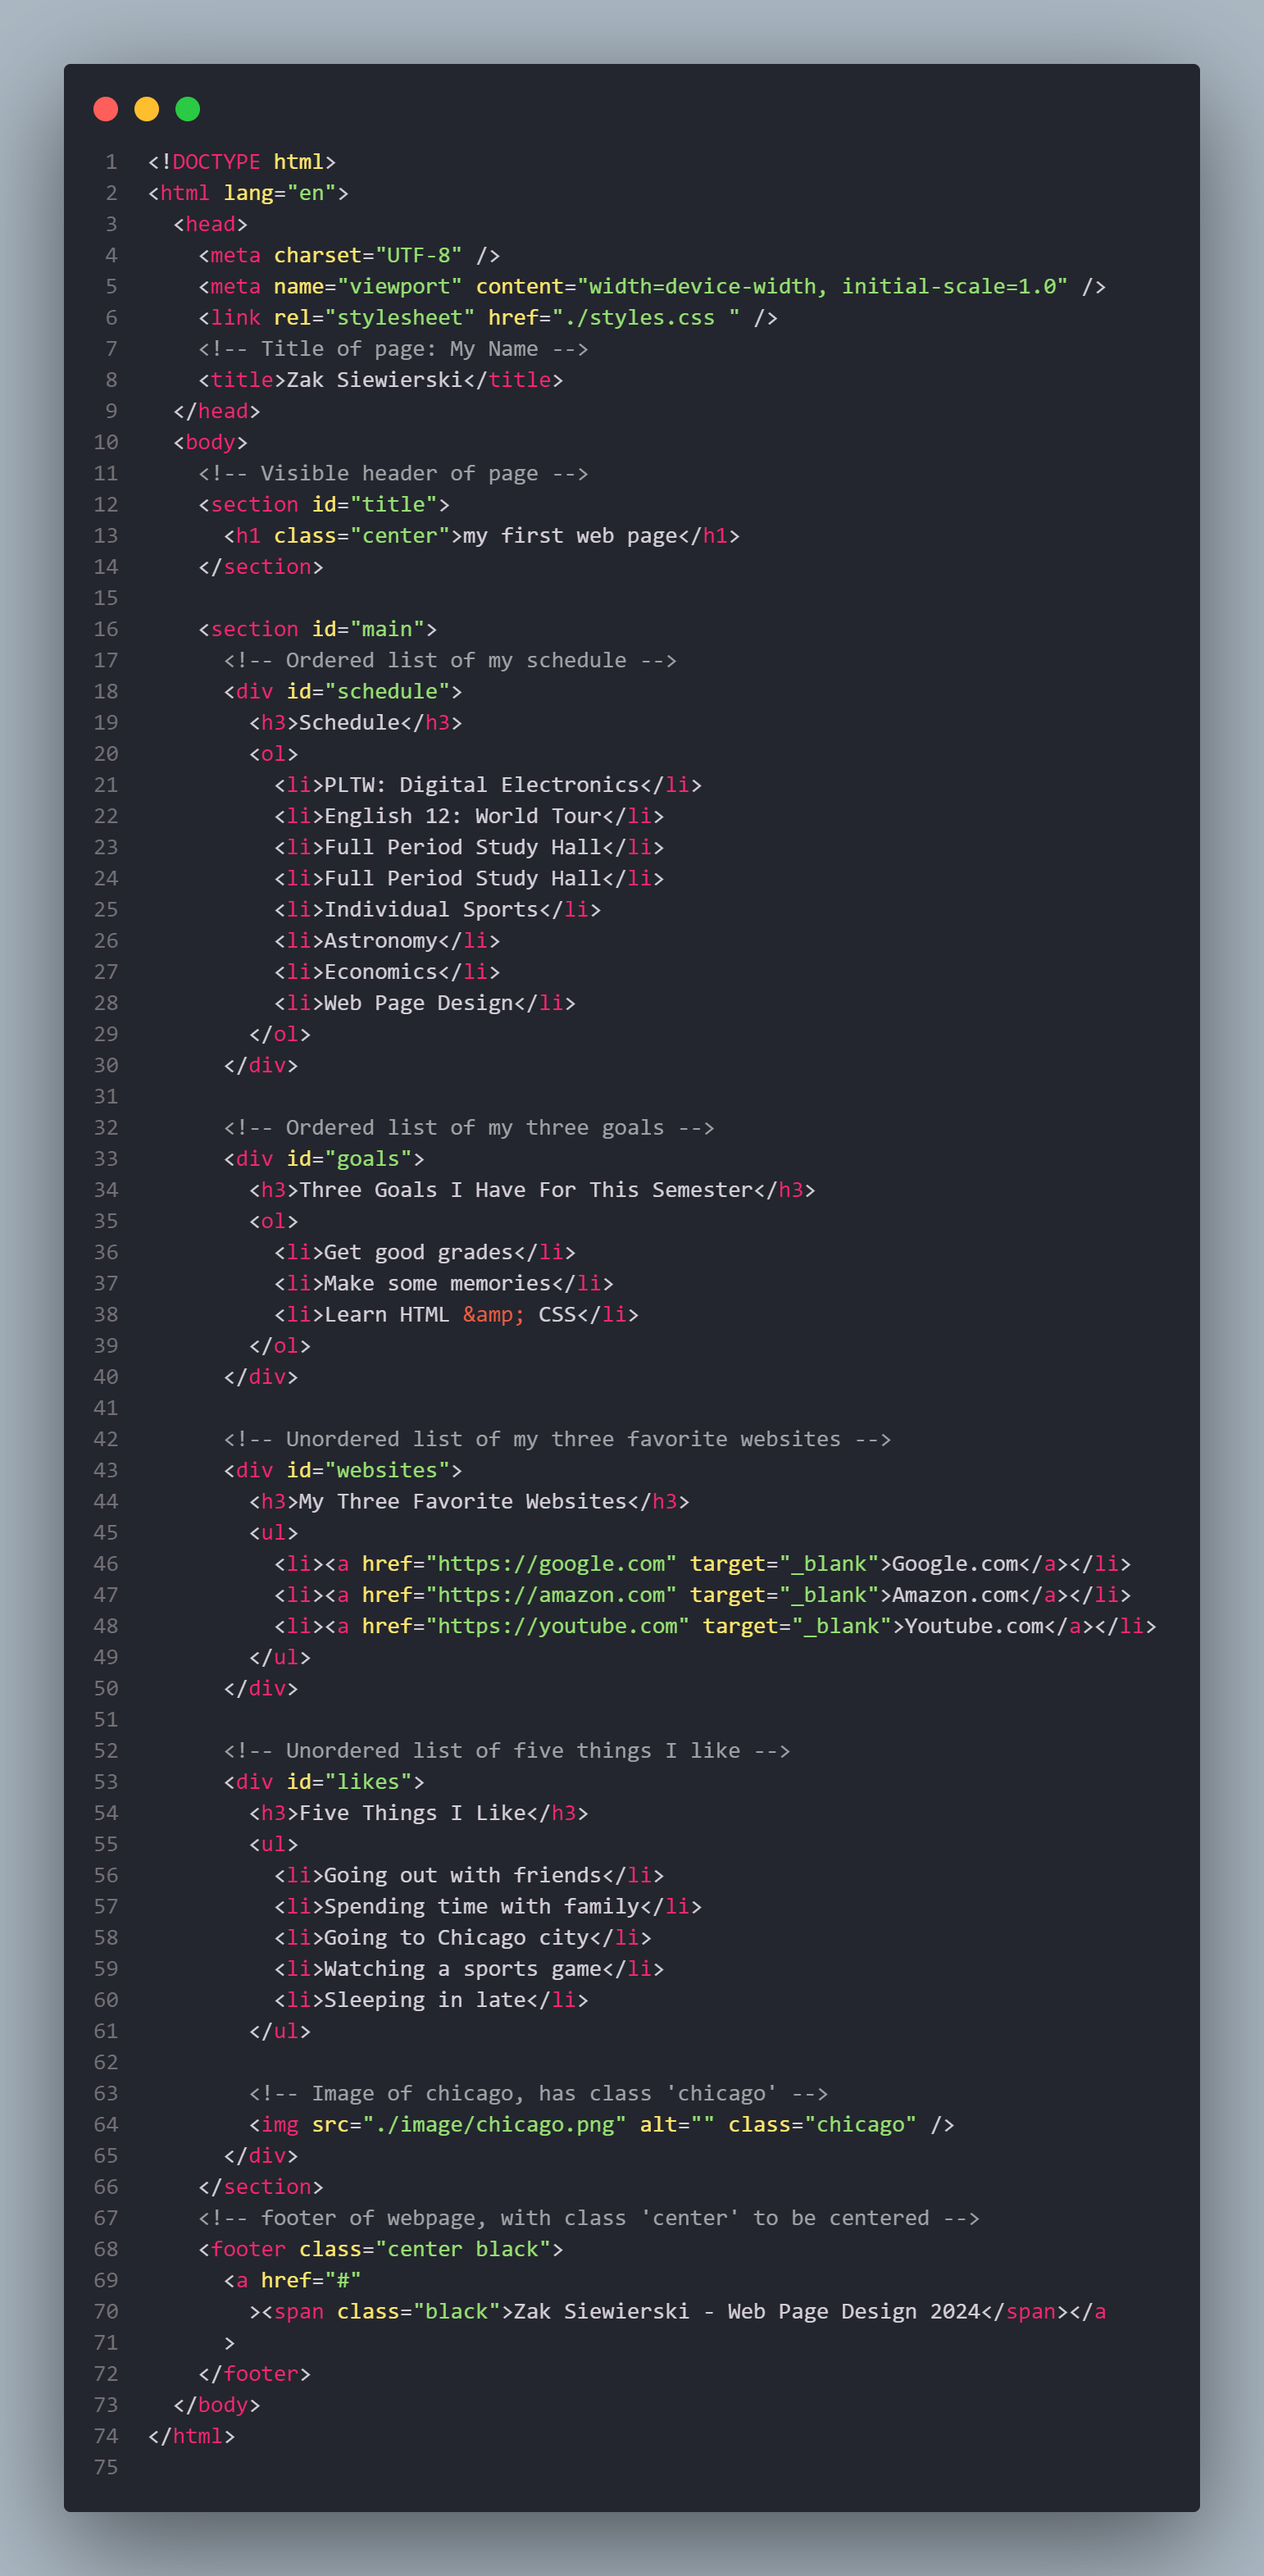 1 <!DOCTYPE html>
2 <html lang="en">
3   <head>
4     <meta charset="UTF-8" />
5     <meta name="viewport" content="width=device-width, initial-scale=1.0" />
6     <link rel="stylesheet" href="./styles.css " />
7     <!-- Title of page: My Name -->
8     <title>Zak Siewierski</title>
9   </head>
10   <body>
11     <!-- Visible header of page -->
12     <section id="title">
13       <h1 class="center">my first web page</h1>
14     </section>
15
16     <section id="main">
17       <!-- Ordered list of my schedule -->
18       <div id="schedule">
19         <h3>Schedule</h3>
20         <ol>
21           <li>PLTW: Digital Electronics</li>
22           <li>English 12: World Tour</li>
23           <li>Full Period Study Hall</li>
24           <li>Full Period Study Hall</li>
25           <li>Individual Sports</li>
26           <li>Astronomy</li>
27           <li>Economics</li>
28           <li>Web Page Design</li>
29         </ol>
30       </div>
31
32       <!-- Ordered list of my three goals -->
33       <div id="goals">
34         <h3>Three Goals I Have For This Semester</h3>
35         <ol>
36           <li>Get good grades</li>
37           <li>Make some memories</li>
38           <li>Learn HTML &amp; CSS</li>
39         </ol>
40       </div>
41
42       <!-- Unordered list of my three favorite websites -->
43       <div id="websites">
44         <h3>My Three Favorite Websites</h3>
45         <ul>
46           <li><a href="https://google.com" target="_blank">Google.com</a></li>
47           <li><a href="https://amazon.com" target="_blank">Amazon.com</a></li>
48           <li><a href="https://youtube.com" target="_blank">Youtube.com</a></li>
49         </ul>
50       </div>
51
52       <!-- Unordered list of five things I like -->
53       <div id="likes">
54         <h3>Five Things I Like</h3>
55         <ul>
56           <li>Going out with friends</li>
57           <li>Spending time with family</li>
58           <li>Going to Chicago city</li>
59           <li>Watching a sports game</li>
60           <li>Sleeping in late</li>
61         </ul>
62
63         <!-- Image of chicago, has class 'chicago' -->
64         <img src="./image/chicago.png" alt="" class="chicago" />
65       </div>
66     </section>
67     <!-- footer of webpage, with class 'center' to be centered -->
68     <footer class="center black">
69       <a href="#"
70         ><span class="black">Zak Siewierski - Web Page Design 2024</span></a
71       >
72     </footer>
73   </body>
74 </html>
75